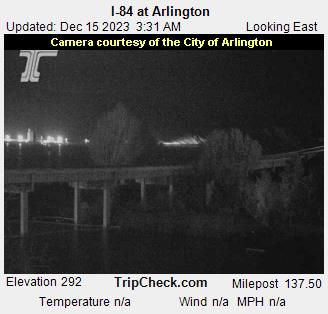 I-84 at Arlington
Updated: Dec 15 2023 3:31 AM Looking East
Camera courtesy of the City of Arlington
Elevation 292 TripCheck.com Milepost 137.50
Temperature n/a Wind n/a MPH n/a